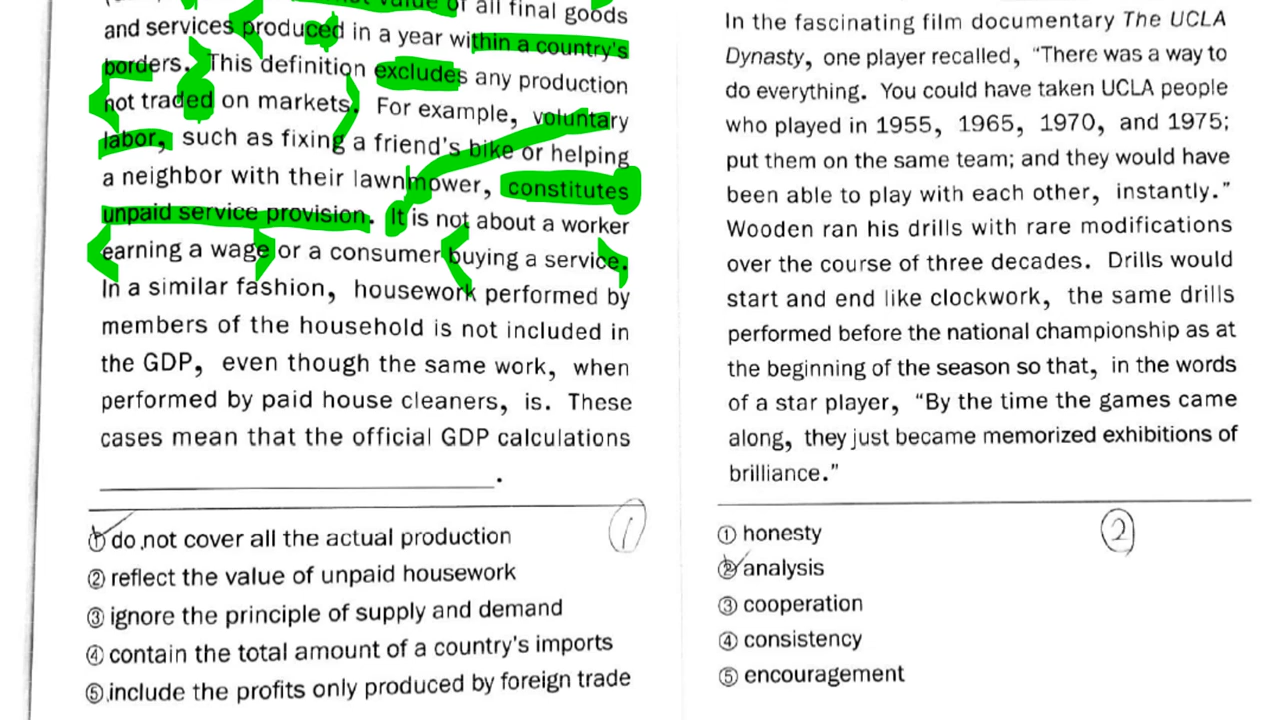 value of all final goods
and services produced in a year within a country's
borders. This definition excludes any production
not traded on markets. For example, voluntary
labor, such as fixing a friend's bike or helping
a neighbor with their lawnmower, constitutes
unpaid service provision. It is not about a worker
earning a wage or a consumer buying a service.
In a similar fashion, housework performed by
members of the household is not included in
the GDP, even though the same work, when
performed by paid house cleaners, is. These
cases mean that the official GDP calculations
.
① do not cover all the actual production
② reflect the value of unpaid housework
③ ignore the principle of supply and demand
④ contain the total amount of a country's imports
⑤ include the profits only produced by foreign trade
①
In the fascinating film documentary The UCLA
Dynasty, one player recalled, "There was a way to
do everything. You could have taken UCLA people
who played in 1955, 1965, 1970, and 1975;
put them on the same team; and they would have
been able to play with each other, instantly."
Wooden ran his drills with rare modifications
over the course of three decades. Drills would
start and end like clockwork, the same drills
performed before the national championship as at
the beginning of the season so that, in the words
of a star player, "By the time the games came
along, they just became memorized exhibitions of
brilliance."
① honesty
② analysis
③ cooperation
④ consistency
⑤ encouragement
②